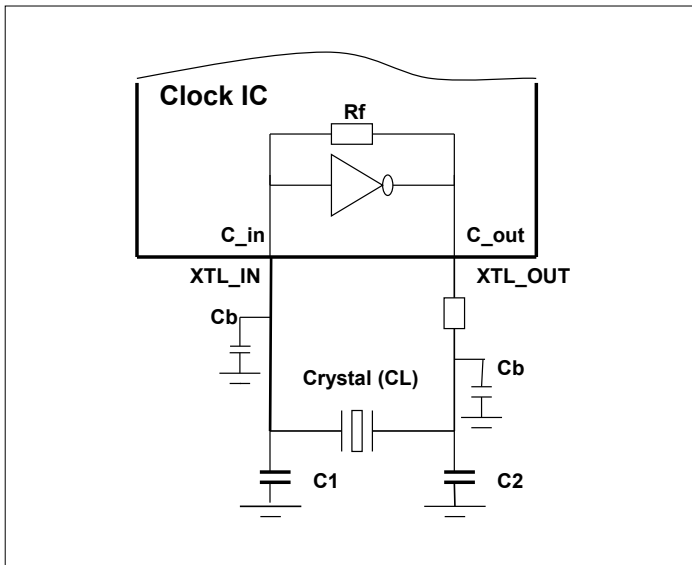 Clock IC
Rf
C_in
C_out
XTL_IN
XTL_OUT
Cb
Crystal (CL)
Cb
C1
C2